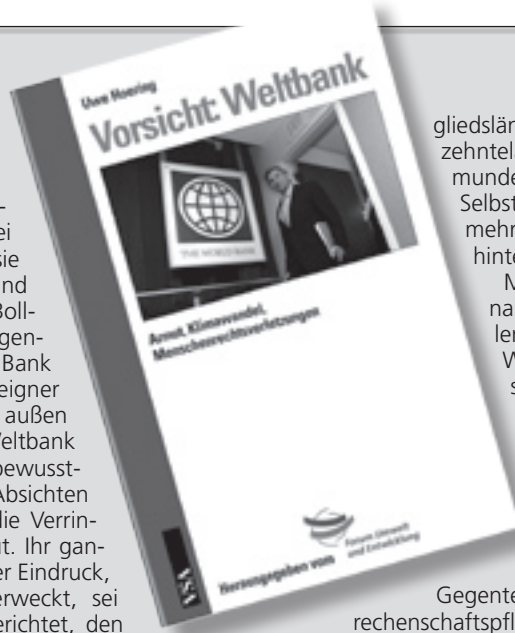 -
ei
sie
nd
Boll-
gen-
Bank
eigner
außen
Weltbank
bewusst-
Absichten
die Verrin-
t. Ihr gan-
er Eindruck,
erweckt, sei
erichtet, den
Uwe Hoering
Vorsicht: Weltbank
THE WORLD BANK
Armut, Klimawandel,
Menschenrechtsverletzungen
VSA
Herausgegeben vom
Forum Umwelt
und Entwicklung
gliedslän
zehntel
munde
Selbst
mehr
hinte
M
na
ler
W
s
Gegente
rechenschaftspfl